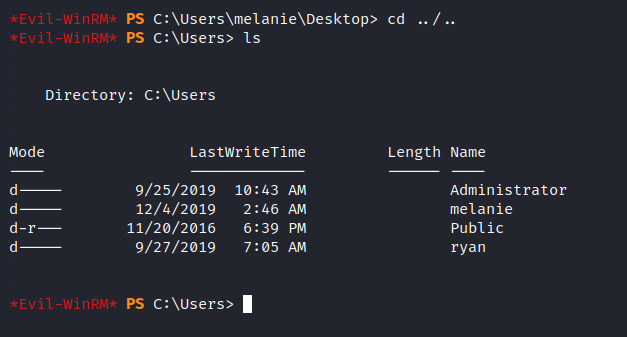 *Evil-WinRM* PS C:\Users\melanie\Desktop> cd ../..
*Evil-WinRM* PS C:\Users> ls
Directory: C:\Users
Mode LastWriteTime Length Name
---- ------------- ------ ----
d----- 9/25/2019 10:43 AM Administrator
d----- 12/4/2019 2:46 AM melanie
d-r--- 11/20/2016 6:39 PM Public
d----- 9/27/2019 7:05 AM ryan
*Evil-WinRM* PS C:\Users>